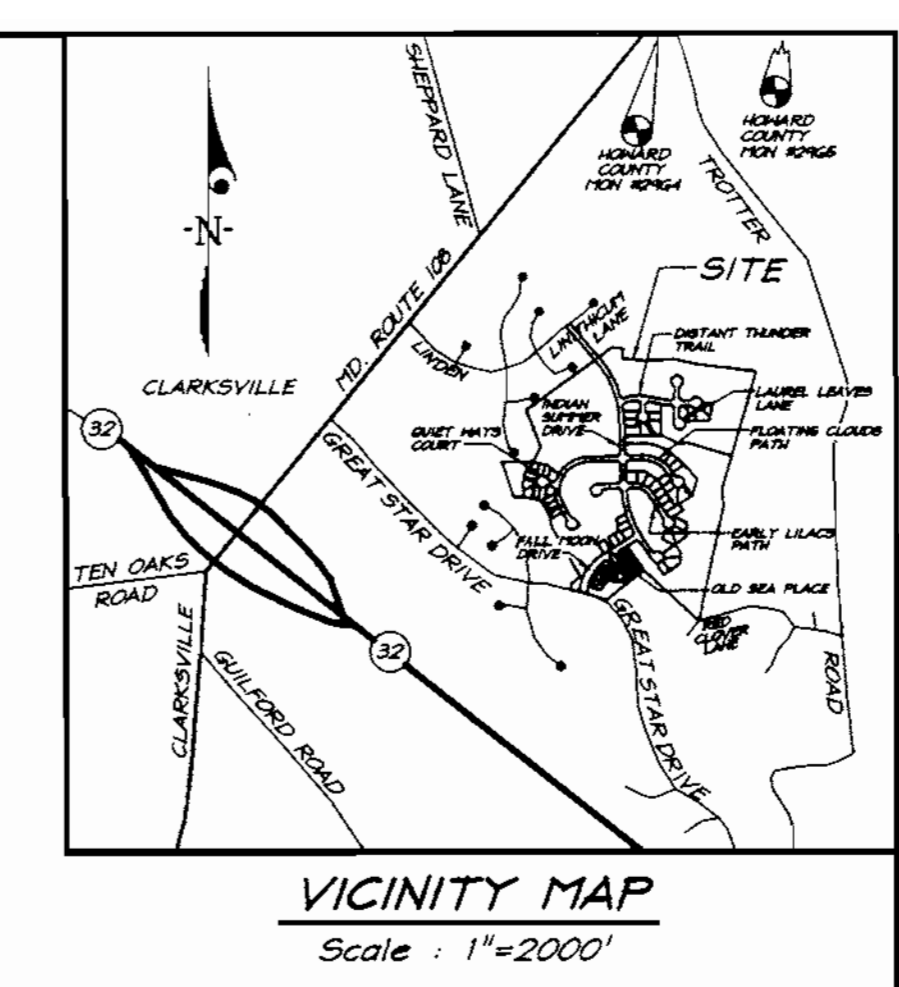 SHEPPARD LANE
HOWARD
COUNTY
MON #29G4
HOWARD
COUNTY
MON #29G5
TROTTER
-N-
SITE
MD. ROUTE 108
LINTHICUM
LANE
LINDEN
DISTANT THUNDER
TRAIL
CLARKSVILLE
LAUREL LEAVES
LANE
INDIAN
SUMMER
DRIVE
32
QUIET HAYS
COURT
FLOATING CLOUDS
PATH
GREAT STAR DRIVE
EARLY LILACS
PATH
FALL MOON
DRIVE
TEN OAKS
ROAD
OLD SEA PLACE
RED
CLOVER
LANE
32
CLARKSVILLE
GUILFORD ROAD
GREAT STAR DRIVE
ROAD
VICINITY MAP
Scale : 1"=2000'